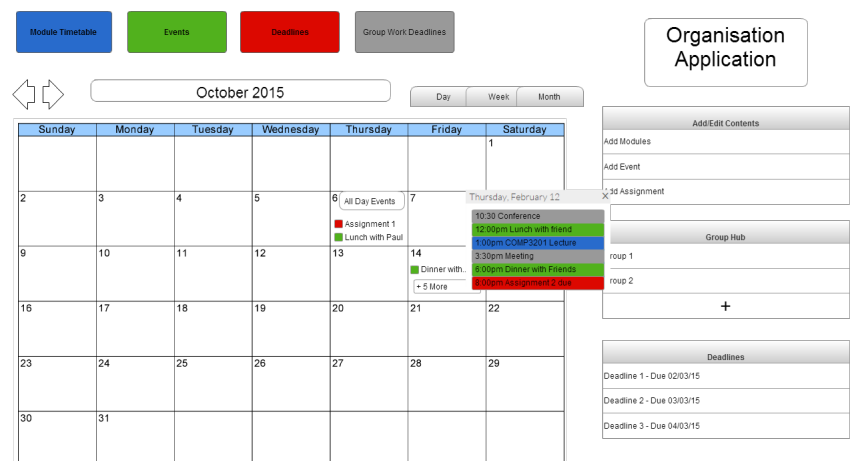 Module Timetable
Events
Deadlines
Group Work Deadlines
Organisation
Application
October 2015
Day
Week
Month
Sunday
Monday
Tuesday
Wednesday
Thursday
Friday
Saturday
1
2
3
4
5
6
All Day Events
Assignment 1
Lunch with Paul
7
Thursday, February 12
X
10:30 Conference
12:00pm Lunch with friend
1:00pm COMP3201 Lecture
3:30pm Meeting
6:00pm Dinner with Friends
8:00pm Assignment 2 due
9
10
11
12
13
14
Dinner with..
+ 5 More
16
17
18
19
20
21
22
23
24
25
26
27
28
29
30
31
Add/Edit Contents
Add Modules
Add Event
dd Assignment
Group Hub
roup 1
roup 2
+
Deadlines
Deadline 1 - Due 02/03/15
Deadline 2 - Due 03/03/15
Deadline 3 - Due 04/03/15